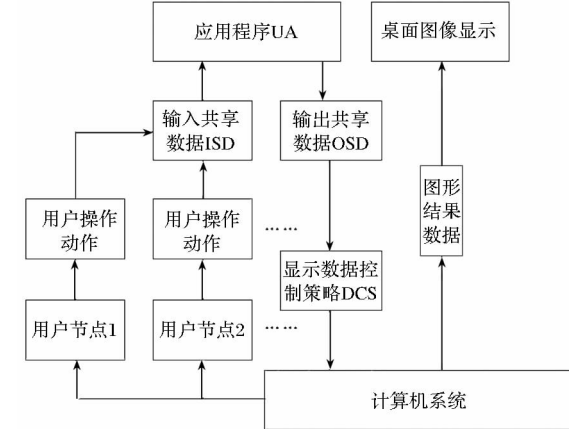 应用程序UA
桌面图像显示
输入共享
数据ISD
输出共享
数据OSD
用户操作
动作
用户操作
动作
……
图形
结果
数据
显示数据控
制策略DCS
用户节点1
用户节点2
……
计算机系统